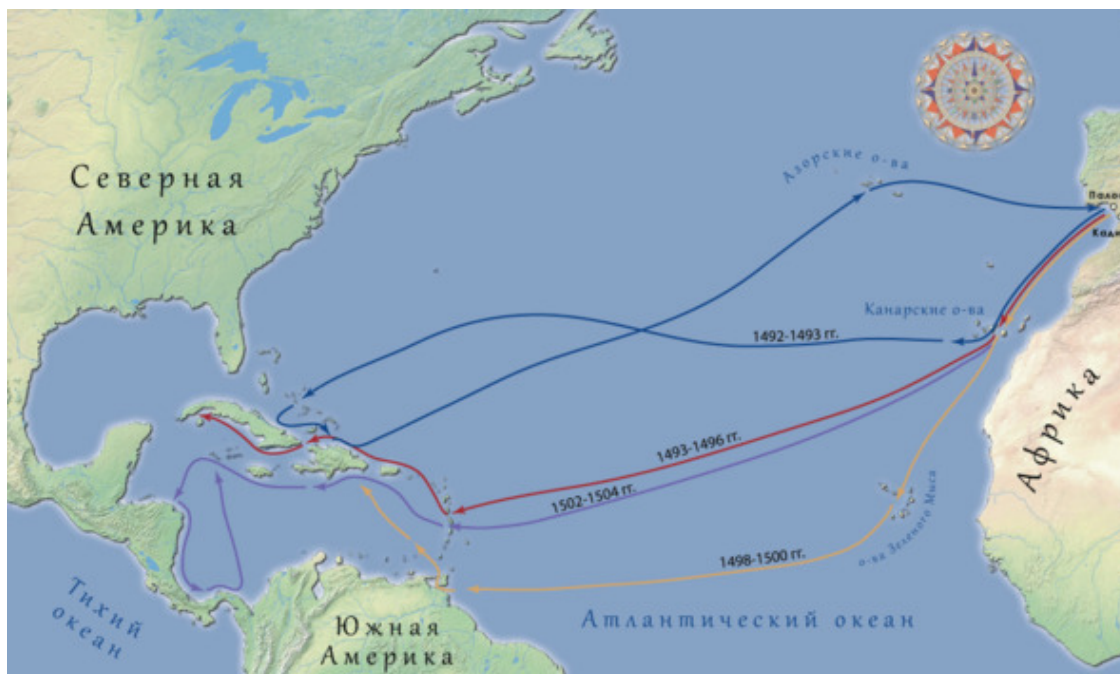 Северная
Америка
Азорские о-ва
Канарские о-ва
1492-1493 гг.
Африка
1493-1496 гг.
1502-1504 гг.
о-ва Зеленого Мыса
1498-1500 гг.
Тихий
океан
Южная
Америка
Атлантический океан